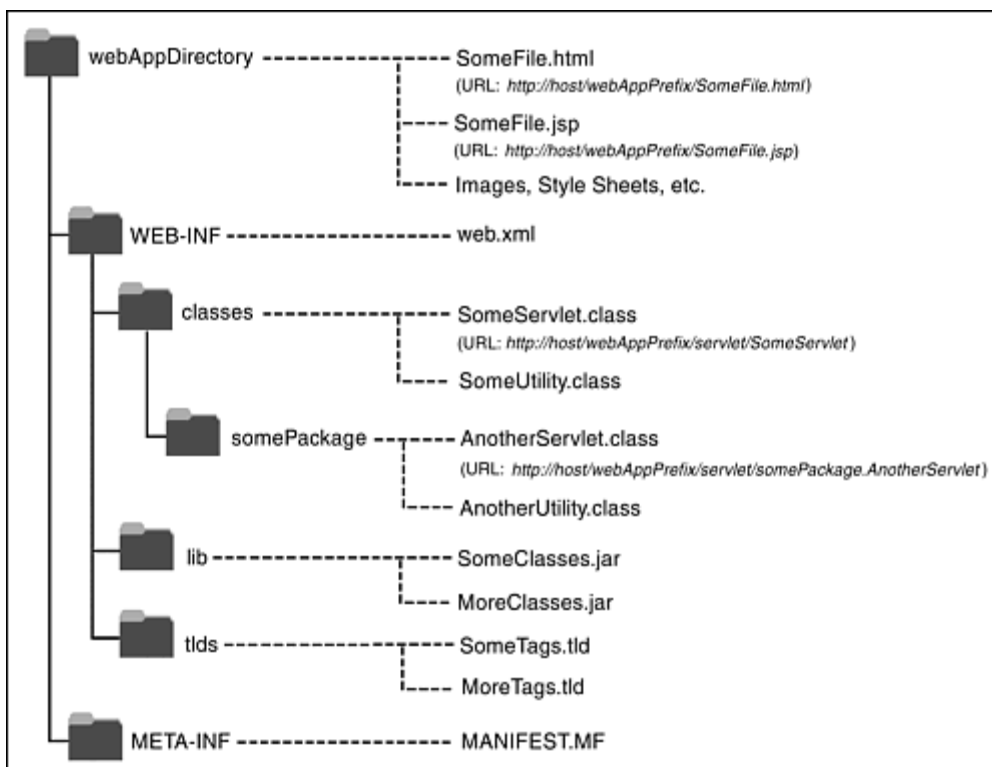 webAppDirectory SomeFile.html
(URL: http://host/webAppPrefix/SomeFile.html)
SomeFile.jsp
(URL: http://host/webAppPrefix/SomeFile.jsp)
Images, Style Sheets, etc.
WEB-INF web.xml
classes SomeServlet.class
(URL: http://host/webAppPrefix/servlet/SomeServlet)
SomeUtility.class
somePackage AnotherServlet.class
(URL: http://host/webAppPrefix/servlet/somePackage.AnotherServlet)
AnotherUtility.class
lib SomeClasses.jar
MoreClasses.jar
tlds SomeTags.tld
MoreTags.tld
META-INF MANIFEST.MF